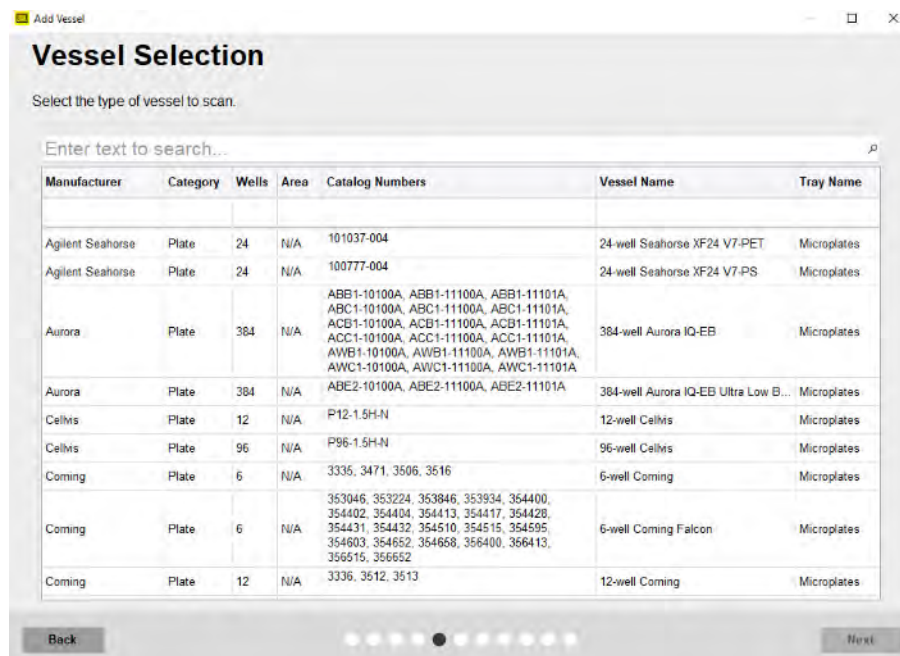 Add Vessel
Vessel Selection
Select the type of vessel to scan.
Enter text to search...
Manufacturer Category Wells Area Catalog Numbers Vessel Name Tray Name
Agilent Seahorse Plate 24 N/A 101037-004 24-well Seahorse XF24 V7-PET Microplates
Agilent Seahorse Plate 24 N/A 100777-004 24-well Seahorse XF24 V7-PS Microplates
Aurora Plate 384 N/A ABB1-10100A, ABB1-11100A, ABB1-11101A, 384-well Aurora IQ-EB Microplates
ABC1-10100A, ABC1-11100A, ABC1-11101A,
ACB1-10100A, ACB1-11100A, ACB1-11101A,
ACC1-10100A, ACC1-11100A, ACC1-11101A,
AWB1-10100A, AWB1-11100A, AWB1-11101A,
AWC1-10100A, AWC1-11100A, AWC1-11101A
Aurora Plate 384 N/A ABE2-10100A, ABE2-11100A, ABE2-11101A 384-well Aurora IQ-EB Ultra Low B... Microplates
Cellvis Plate 12 N/A P12-1.5H-N 12-well Cellvis Microplates
Cellvis Plate 96 N/A P96-1.5H-N 96-well Cellvis Microplates
Corning Plate 6 N/A 3335, 3471, 3506, 3516 6-well Corning Microplates
Corning Plate 6 N/A 353046, 353224, 353846, 353934, 354400, 6-well Corning Falcon Microplates
354402, 354404, 354413, 354417, 354428,
354431, 354432, 354510, 354515, 354595,
354603, 354652, 354658, 356400, 356413,
356515, 356652
Corning Plate 12 N/A 3336, 3512, 3513 12-well Corning Microplates
Back Next